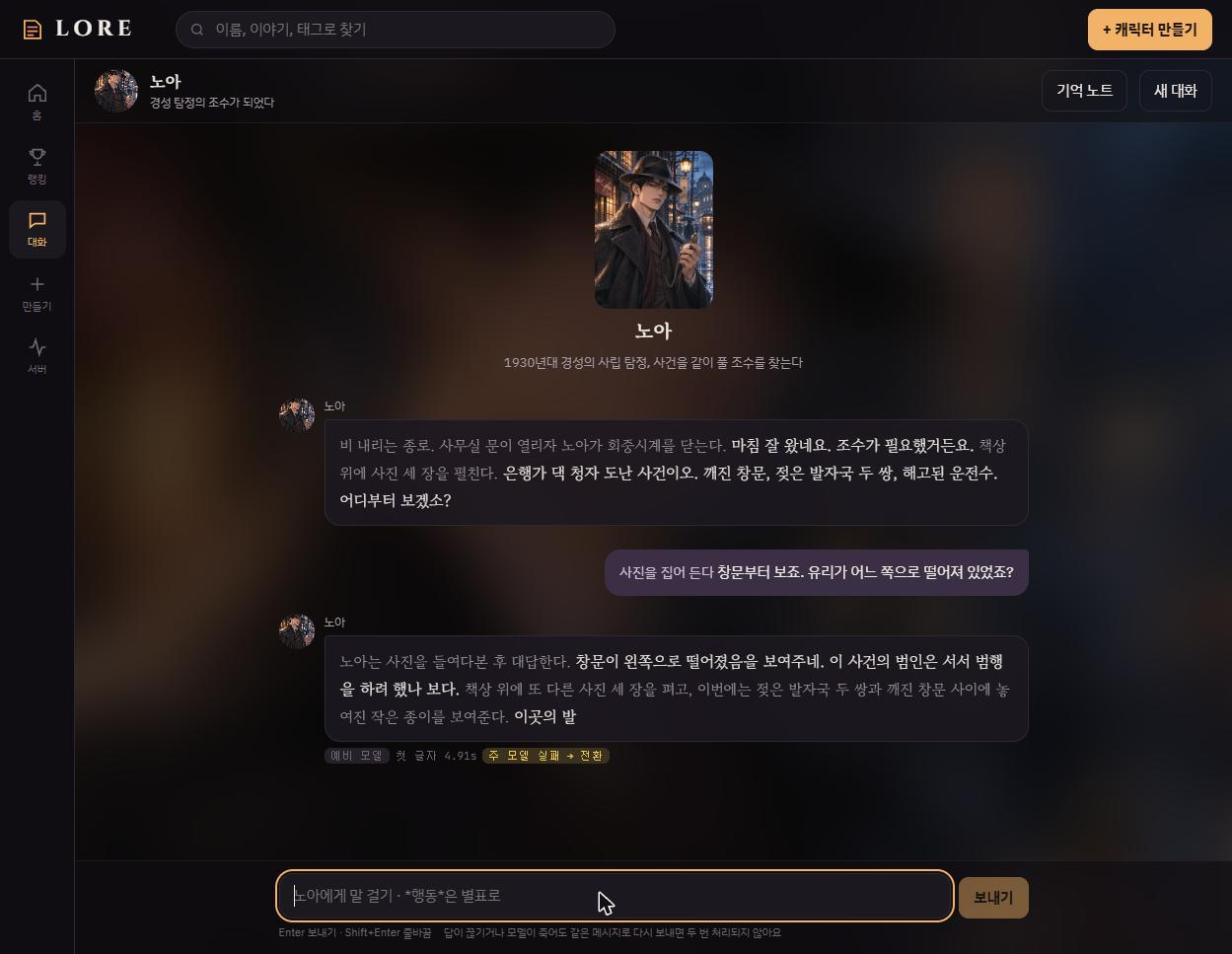 LORE
이름, 이야기, 태그로 찾기
+ 캐릭터 만들기
홈
랭킹
대화
만들기
서버
노아
경성 탐정의 조수가 되었다
기억 노트
새 대화
노아
1930년대 경성의 사립 탐정, 사건을 같이 풀 조수를 찾는다
노아
비 내리는 종로. 사무실 문이 열리자 노아가 회중시계를 닫는다. 마침 잘 왔네요. 조수가 필요했거든요. 책상
위에 사진 세 장을 펼친다. 은행가 댁 청자 도난 사건이오. 깨진 창문, 젖은 발자국 두 쌍, 해고된 운전수.
어디부터 보겠소?
사진을 집어 든다 창문부터 보죠. 유리가 어느 쪽으로 떨어져 있었죠?
노아
노아는 사진을 들여다본 후 대답한다. 창문이 왼쪽으로 떨어졌음을 보여주네. 이 사건의 범인은 서서 범행
을 하려 했나 보다. 책상 위에 또 다른 사진 세 장을 펴고, 이번에는 젖은 발자국 두 쌍과 깨진 창문 사이에 놓
여진 작은 종이를 보여준다. 이곳의 발
예비 모델 첫 글자 4.91s 주 모델 실패 → 전환
노아에게 말 걸기 · *행동*은 별표로
보내기
Enter 보내기 · Shift+Enter 줄바꿈 답이 끊기거나 모델이 죽어도 같은 메시지로 다시 보내면 두 번 처리되지 않아요